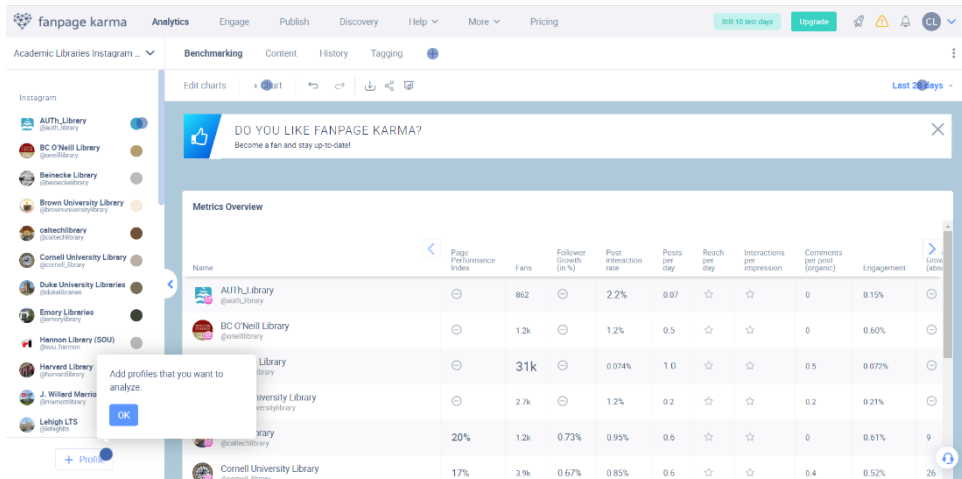 fanpage karma
Analytics
Engage
Publish
Discovery
Help
More
Pricing
Still 10 test days
Upgrade
CL
Academic Libraries Instagram ...
Benchmarking
Content
History
Tagging
Edit charts
Last 28 days
Instagram
AUTh_Library
@auth_library
BC O'Neill Library
@oneilllibrary
Beinecke Library
@beineckelibrary
Brown University Library
@brownuniversitylibrary
caltechlibrary
@caltechlibrary
Cornell University Library
@cornell_library
Duke University Libraries
@dukelibraries
Emory Libraries
@emorylibraries
Hannon Library (SOU)
@sou_hannon
Harvard Library
@harvardlibrary
J. Willard Marrio
@marriottlibrary
Lehigh LTS
@lehighlts
+ Profile
Add profiles that you want to
analyze.
OK
DO YOU LIKE FANPAGE KARMA?
Become a fan and stay up-to-date!
Metrics Overview
Name
Page Performance Index
Fans
Follower Growth (in %)
Post interaction rate
Posts per day
Reach per day
Interactions per impression
Comments per post (organic)
Engagement
AUTh_Library
@auth_library
862 2.2% 0.07 0 0.15%
BC O'Neill Library
@oneilllibrary
1.2k 1.2% 0.5 0 0.60%
Library
31k 0.074% 1.0 0.5 0.072%
iversity Library
versitylibrary
2.7k 1.2% 0.2 0.2 0.21%
brary
@caltechlibrary
20% 1.2k 0.73% 0.95% 0.6 0 0.61% 9
Cornell University Library
@cornell_library
17% 3.9k 0.67% 0.85% 0.6 0.4 0.52% 26